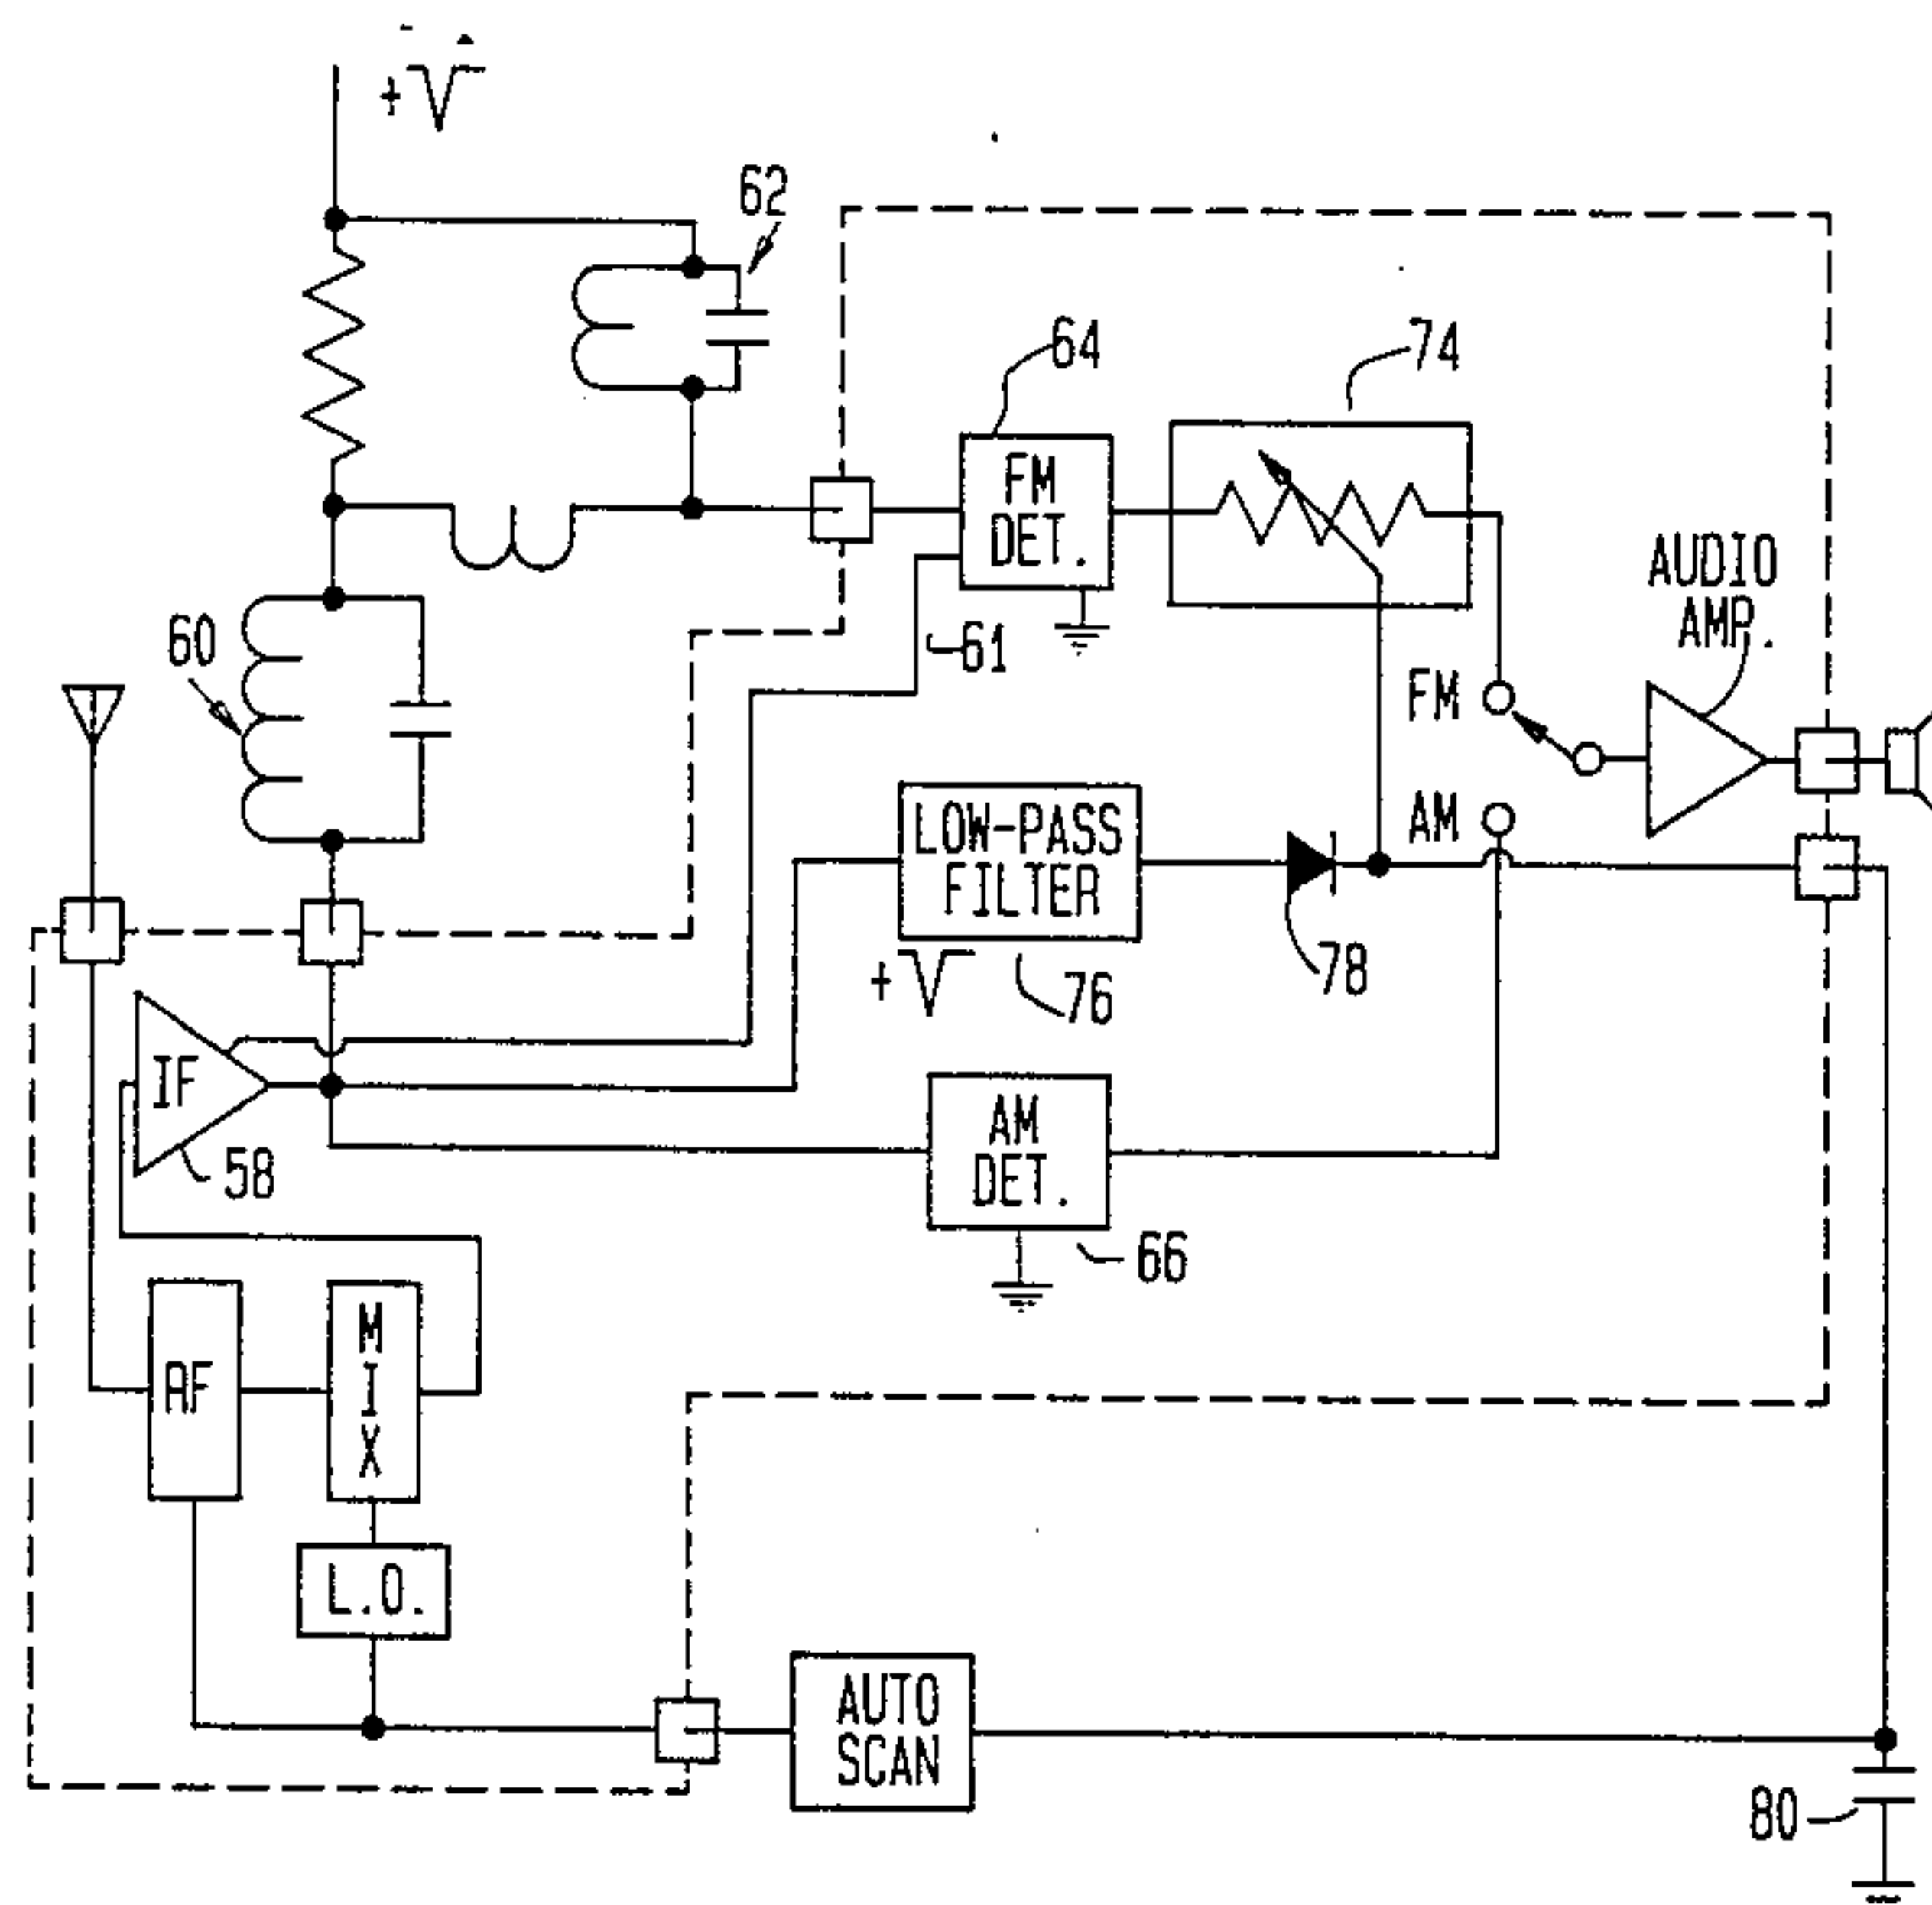 +V
62
64
74
FM
DET.
AUDIO
AMP.
60
61
FM
LOW-PASS
FILTER
AM
78
+V
76
IF
AM
DET.
58
66
RF
MIX
L.O.
AUTO
SCAN
80